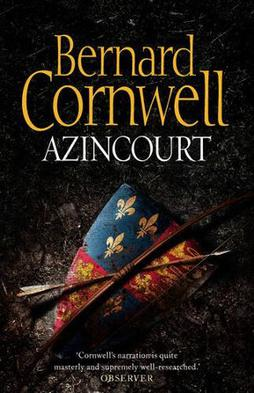 Bernard
Cornwell
AZINCOURT
‘Cornwell’s narration is quite
masterly and supremely well-researched.’
OBSERVER